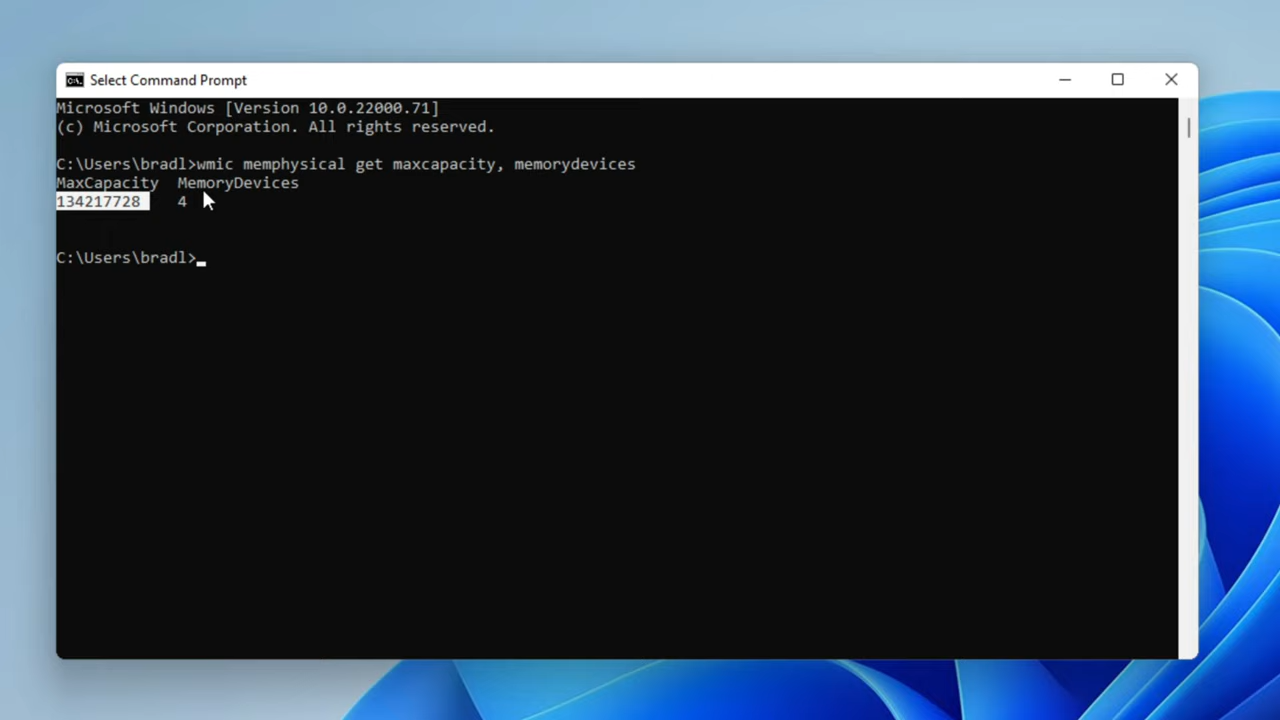 Select Command Prompt
Microsoft Windows [Version 10.0.22000.71]
(c) Microsoft Corporation. All rights reserved.
C:\Users\bradl>wmic memphysical get maxcapacity, memorydevices
MaxCapacity  MemoryDevices
134217728    4
C:\Users\bradl>